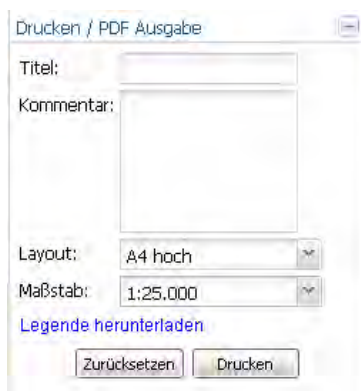 Drucken / PDF Ausgabe
Titel:
Kommentar:
Layout: A4 hoch
Maßstab: 1:25.000
Legende herunterladen
Zurücksetzen Drucken